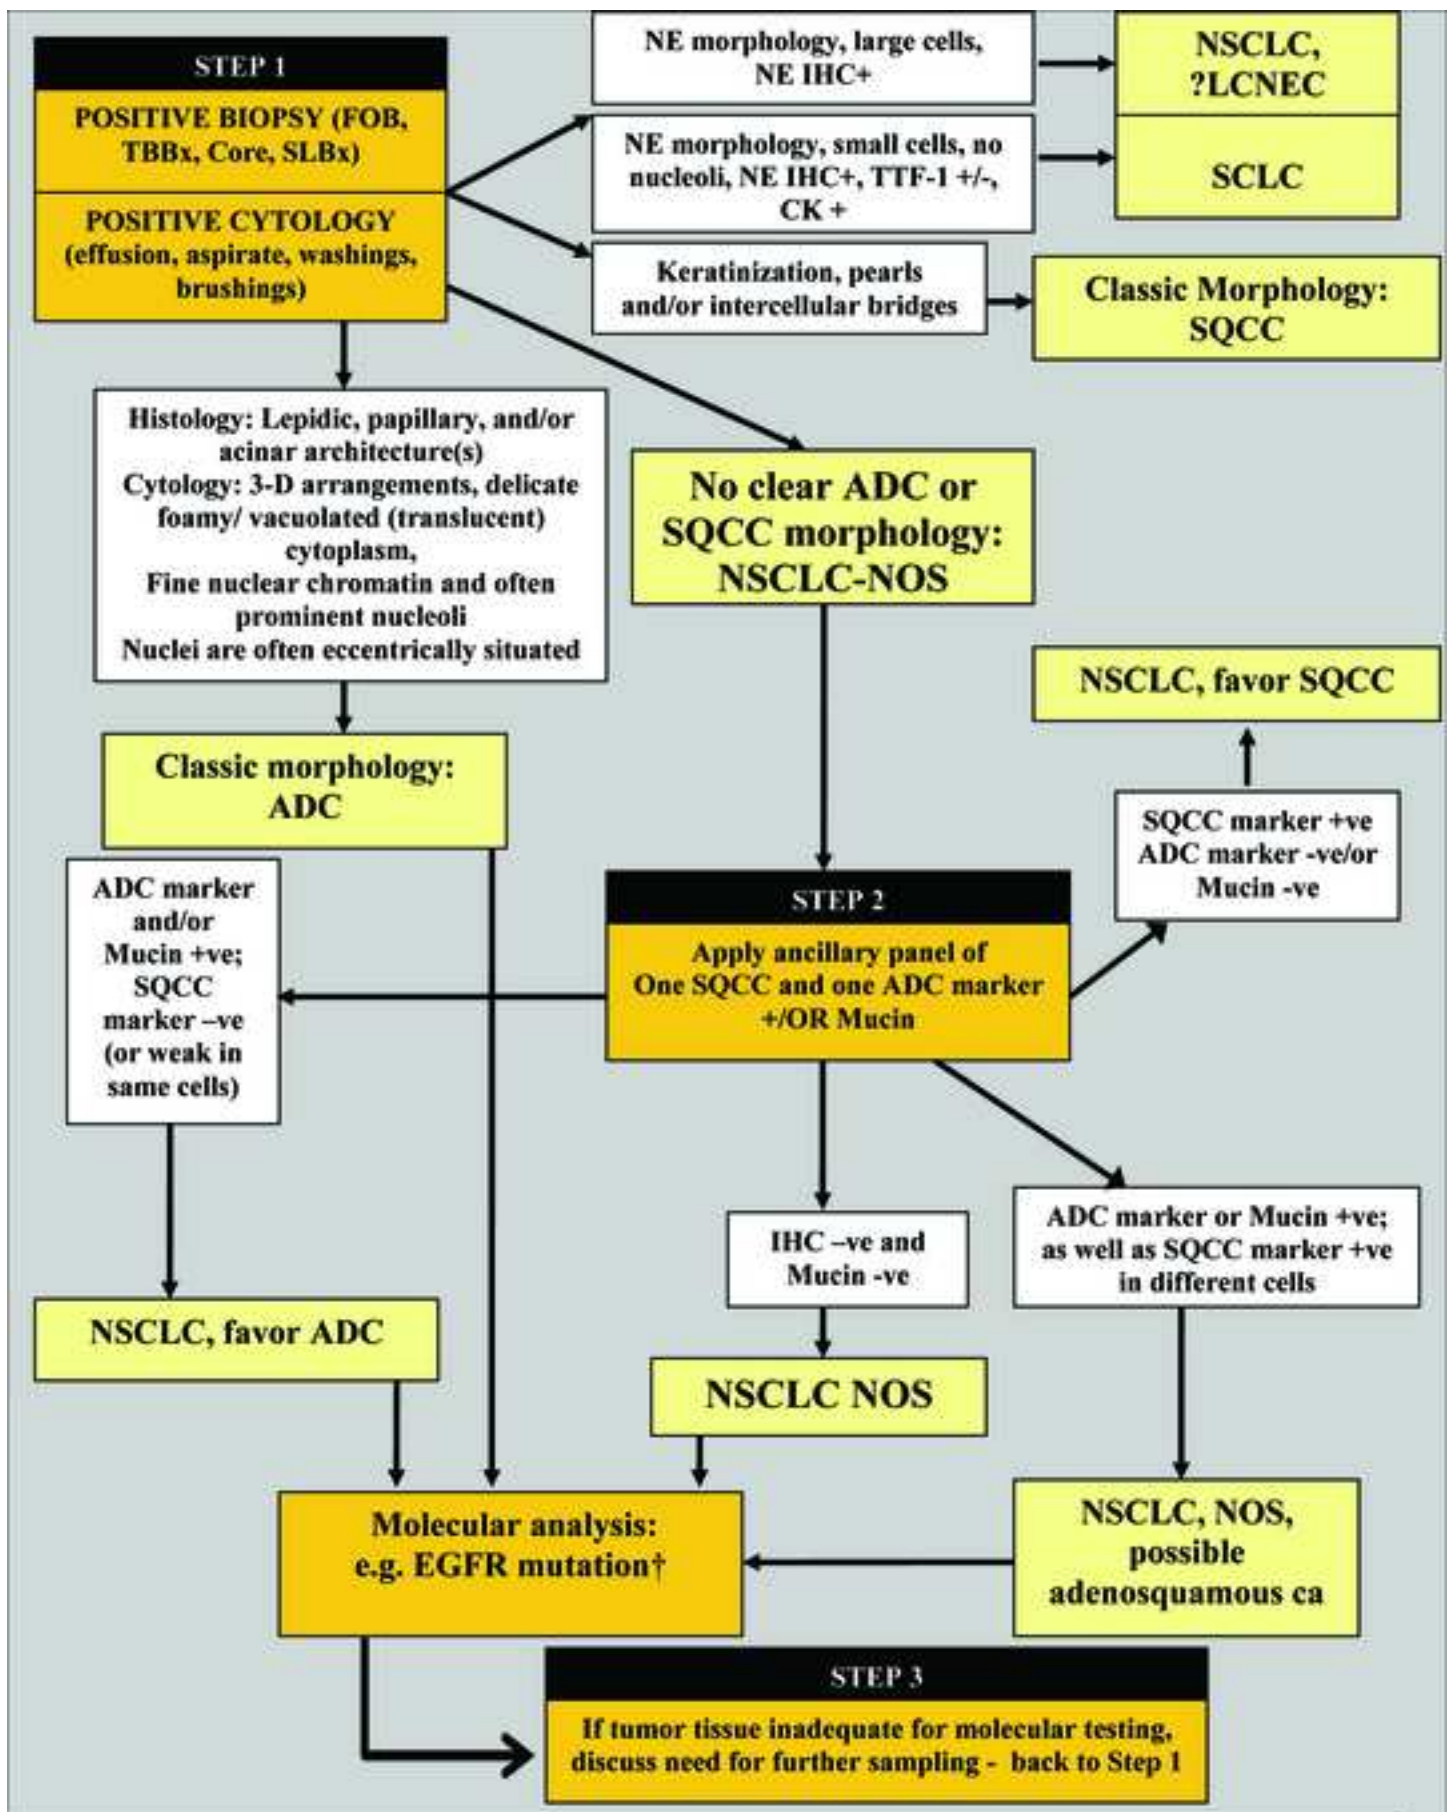 STEP 1
POSITIVE BIOPSY (FOB,
TBBx, Core, SLBx)
POSITIVE CYTOLOGY
(effusion, aspirate, washings,
brushings)
NE morphology, large cells,
NE IHC+
NSCLC,
?LCNEC
NE morphology, small cells, no
nucleoli, NE IHC+, TTF-1 +/-,
CK +
SCLC
Keratinization, pearls
and/or intercellular bridges
Classic Morphology:
SQCC
Histology: Lepidic, papillary, and/or
acinar architecture(s)
Cytology: 3-D arrangements, delicate
foamy/ vacuolated (translucent)
cytoplasm,
Fine nuclear chromatin and often
prominent nucleoli
Nuclei are often eccentrically situated
No clear ADC or
SQCC morphology:
NSCLC-NOS
NSCLC, favor SQCC
Classic morphology:
ADC
SQCC marker +ve
ADC marker -ve/or
Mucin -ve
ADC marker
and/or
Mucin +ve;
SQCC
marker –ve
(or weak in
same cells)
STEP 2
Apply ancillary panel of
One SQCC and one ADC marker
+/OR Mucin
IHC –ve and
Mucin -ve
ADC marker or Mucin +ve;
as well as SQCC marker +ve
in different cells
NSCLC, favor ADC
NSCLC NOS
Molecular analysis:
e.g. EGFR mutation†
NSCLC, NOS,
possible
adenosquamous ca
STEP 3
If tumor tissue inadequate for molecular testing,
discuss need for further sampling - back to Step 1